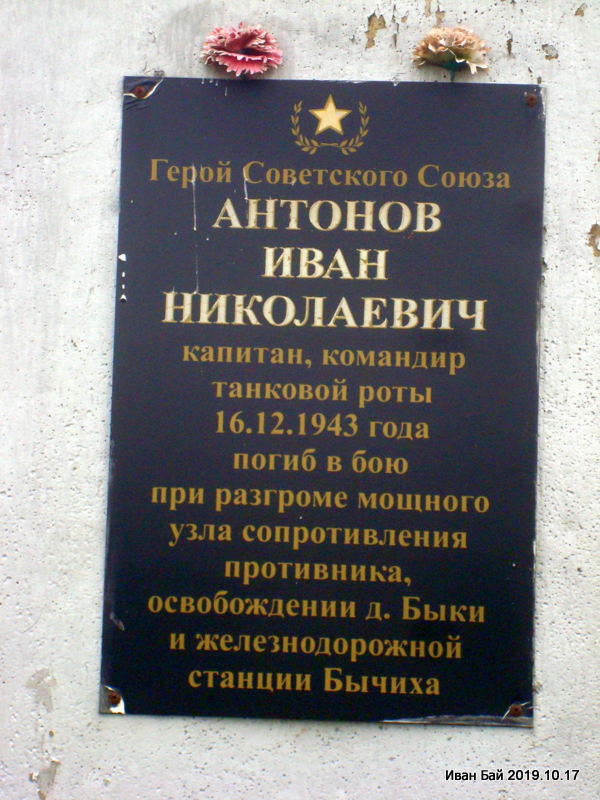 Герой Советского Союза
АНТОНОВ
ИВАН
НИКОЛАЕВИЧ
капитан, командир
танковой роты
16.12.1943 года
погиб в бою
при разгроме мощного
узла сопротивления
противника,
освобождении д. Быки
и железнодорожной
станции Бычиха
Иван Бай 2019.10.17